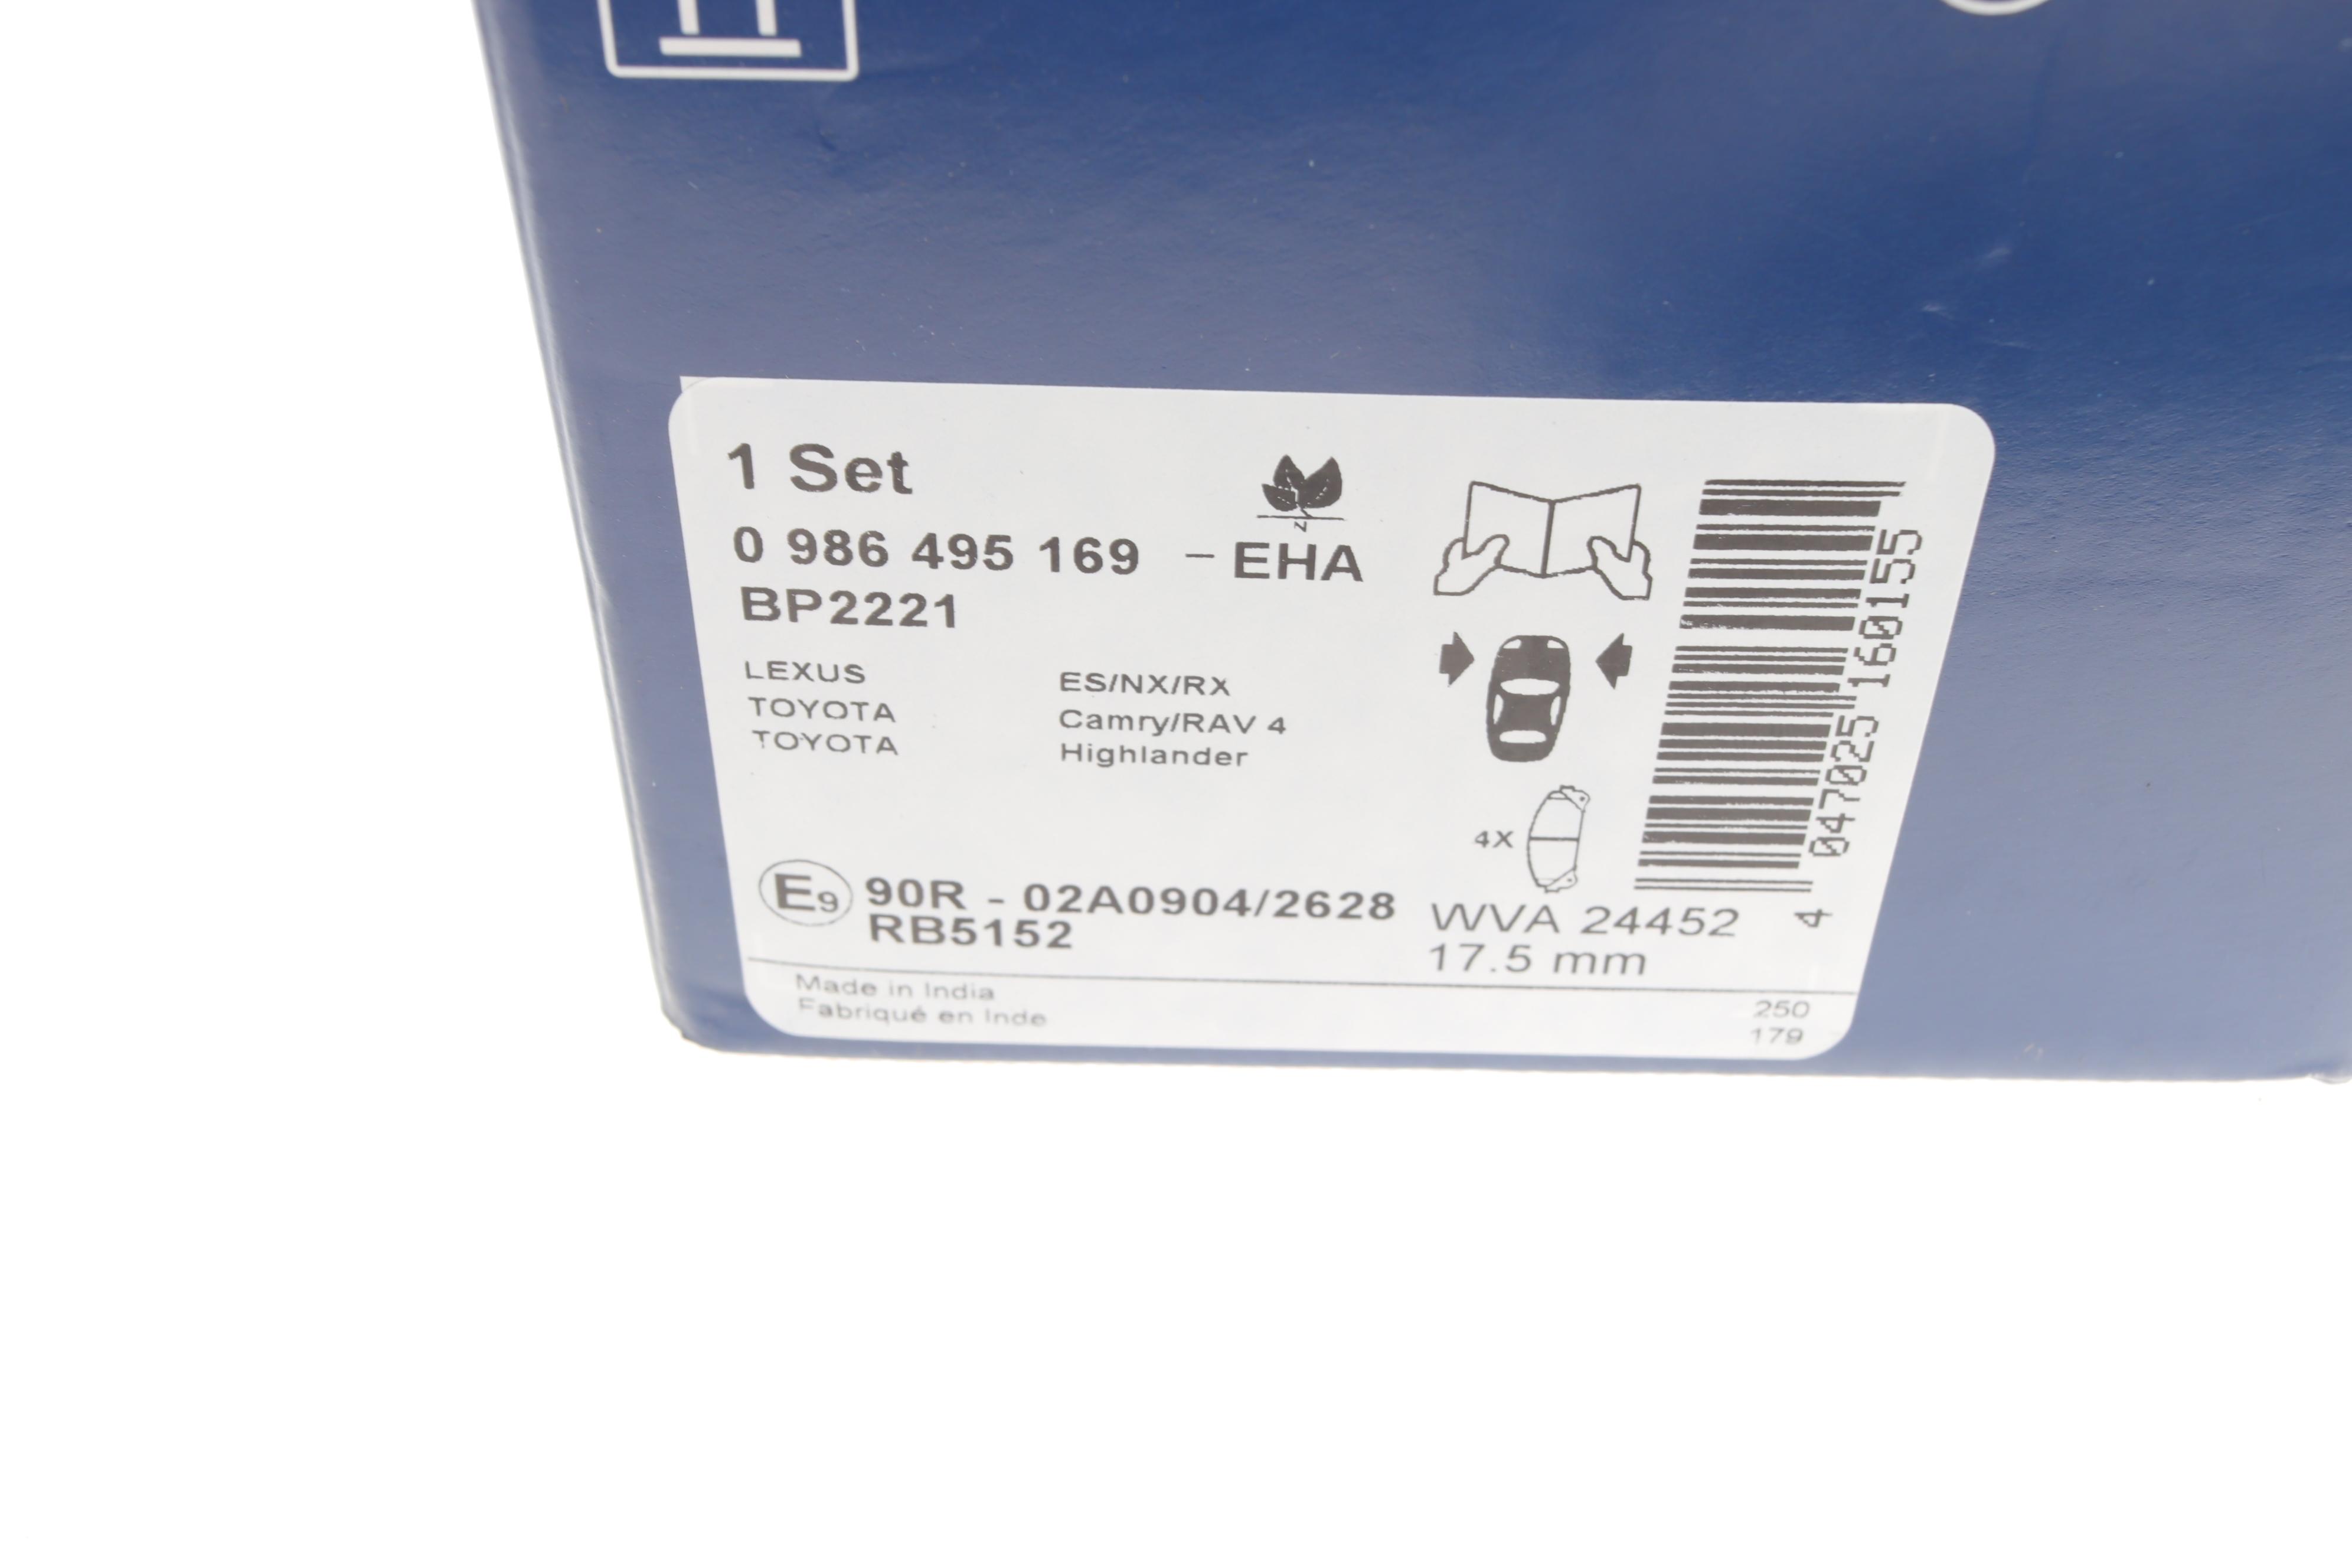 1 Set
0 986 495 169 - EHA
N
BP2221
LEXUS ES/NX/RX
TOYOTA Camry/RAV 4
TOYOTA Highlander
4X
E9 90R - 02A0904/2628
RB5152
WVA 24452
17.5 mm
4 047025 160155
Made in India
Fabriqué en Inde
250
179